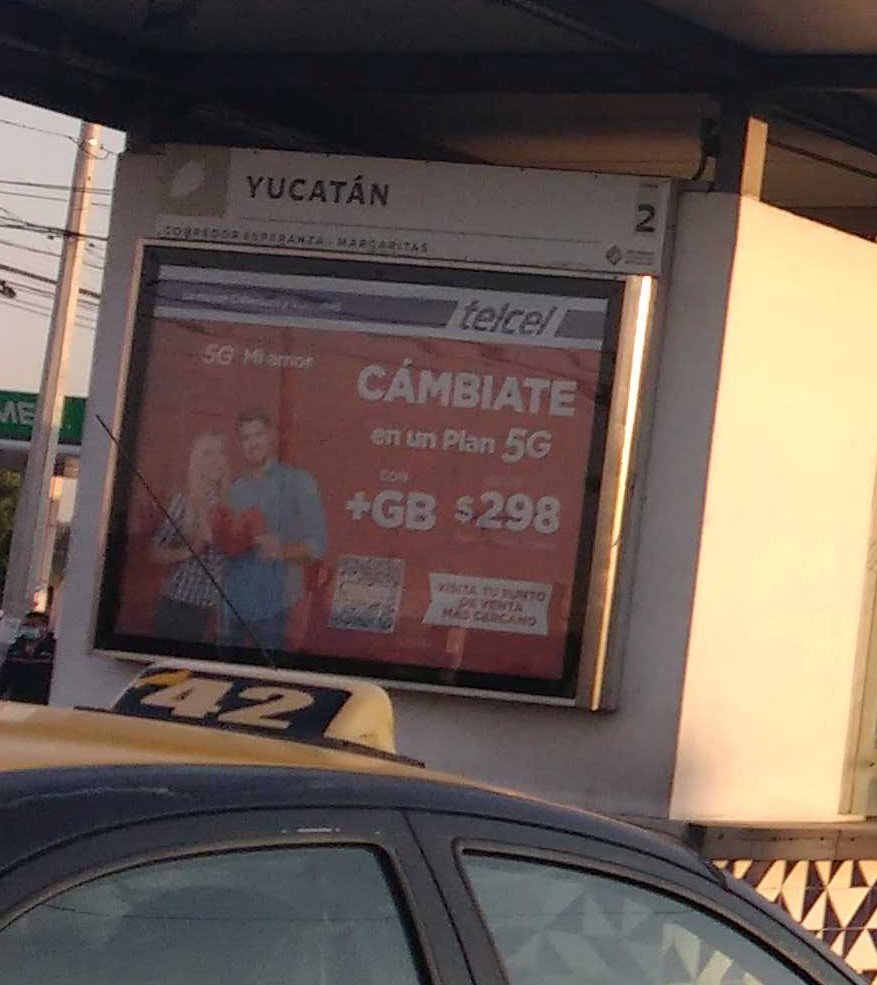 YUCATÁN
2
CORREDOR ESPERANZA - MARGARITAS
telcel
5G Mi amor
CÁMBIATE
en un Plan 5G
CON
+GB $298
VISITA TU PUNTO
DE VENTA
MÁS CERCANO
ME
42